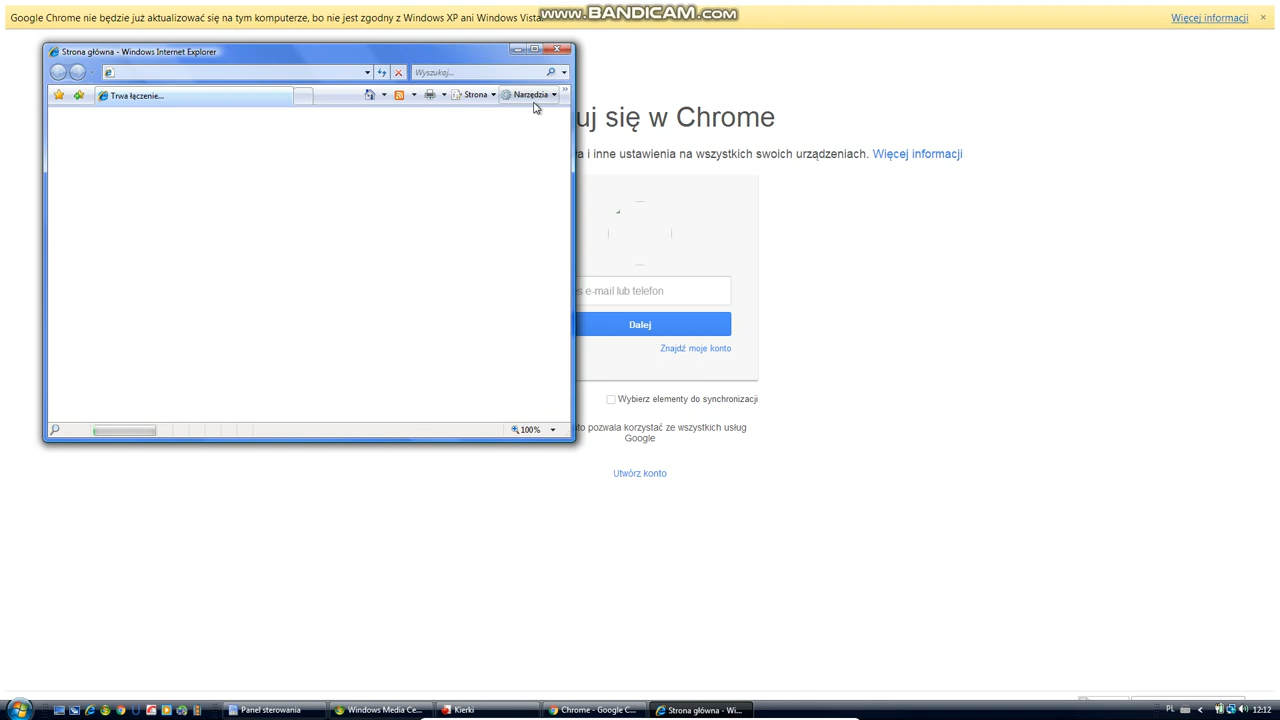 Google Chrome nie będzie już aktualizować się na tym komputerze, bo nie jest zgodny z Windows XP ani Windows Vista.
www.BANDICAM.com
Więcej informacji
Strona główna - Windows Internet Explorer
Wyszukaj...
Trwa łączenie...
Strona
Narzędzia
uj się w Chrome
a i inne ustawienia na wszystkich swoich urządzeniach. Więcej informacji
s e-mail lub telefon
Dalej
Znajdź moje konto
Wybierz elementy do synchronizacji
to pozwala korzystać ze wszystkich usług
Google
100%
Utwórz konto
Panel sterowania
Windows Media Ce...
Kierki
Chrome - Google C...
Strona główna - Wi...
PL
12:12